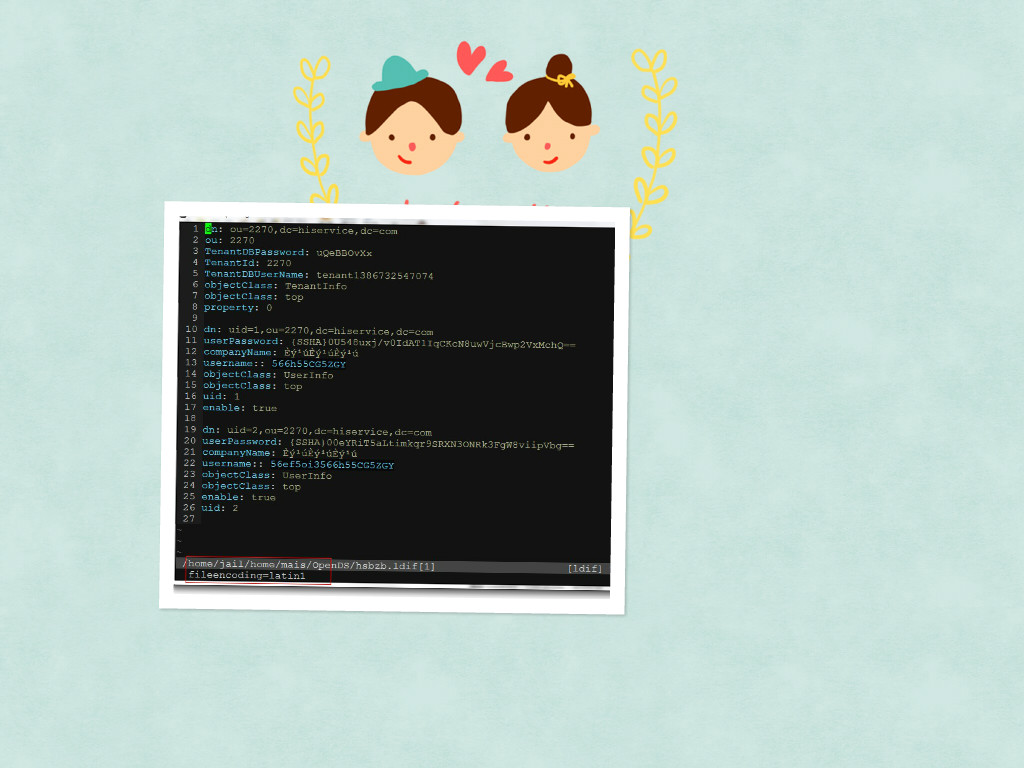 1 dn: ou=2270,dc=hiservice,dc=com
2 ou: 2270
3 TenantDBPassword: uQeBBOvXx
4 TenantId: 2270
5 TenantDBUserName: tenant1386732547074
6 objectClass: TenantInfo
7 objectClass: top
8 property: 0
9
10 dn: uid=1,ou=2270,dc=hiservice,dc=com
11 userPassword: {SSHA}0U548uxj/v0IdAT1IqCKoN8uwVjcBwp2VxMchQ==
12 companyName: Èý¹úÈý¹úÈý¹ú
13 username:: 566h55CG5ZGY
14 objectClass: UserInfo
15 objectClass: top
16 uid: 1
17 enable: true
18
19 dn: uid=2,ou=2270,dc=hiservice,dc=com
20 userPassword: {SSHA}00eYRiT5aLtimkqr9SRXN3ONRk3FgW8viipVbg==
21 companyName: Èý¹úÈý¹úÈý¹ú
22 username:: 56ef5oi3566h55CG5ZGY
23 objectClass: UserInfo
24 objectClass: top
25 enable: true
26 uid: 2
27
~
~
~
/home/jail/home/mais/OpenDS/hsbzb.ldif[1] [ldif]
fileencoding=latin1